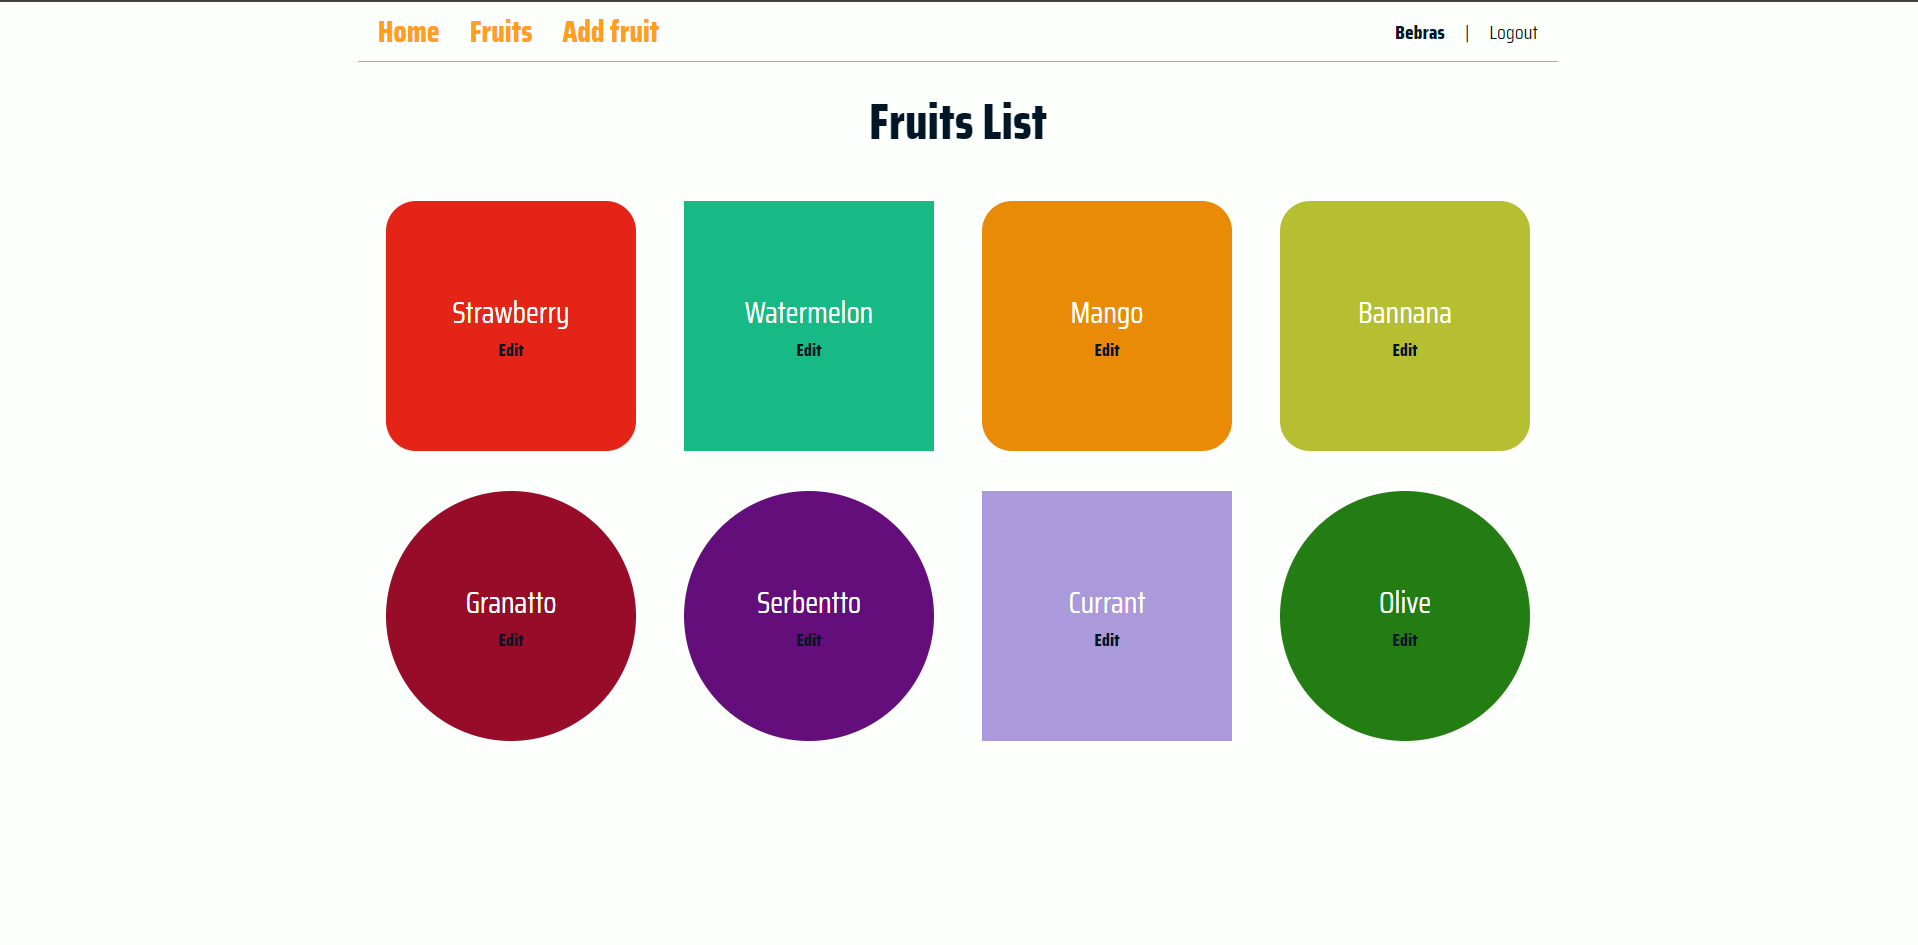 Home Fruits Add fruit Bebras | Logout
Fruits List
Strawberry Watermelon Mango Bannana
Edit Edit Edit Edit
Granatto Serbentto Currant Olive
Edit Edit Edit Edit